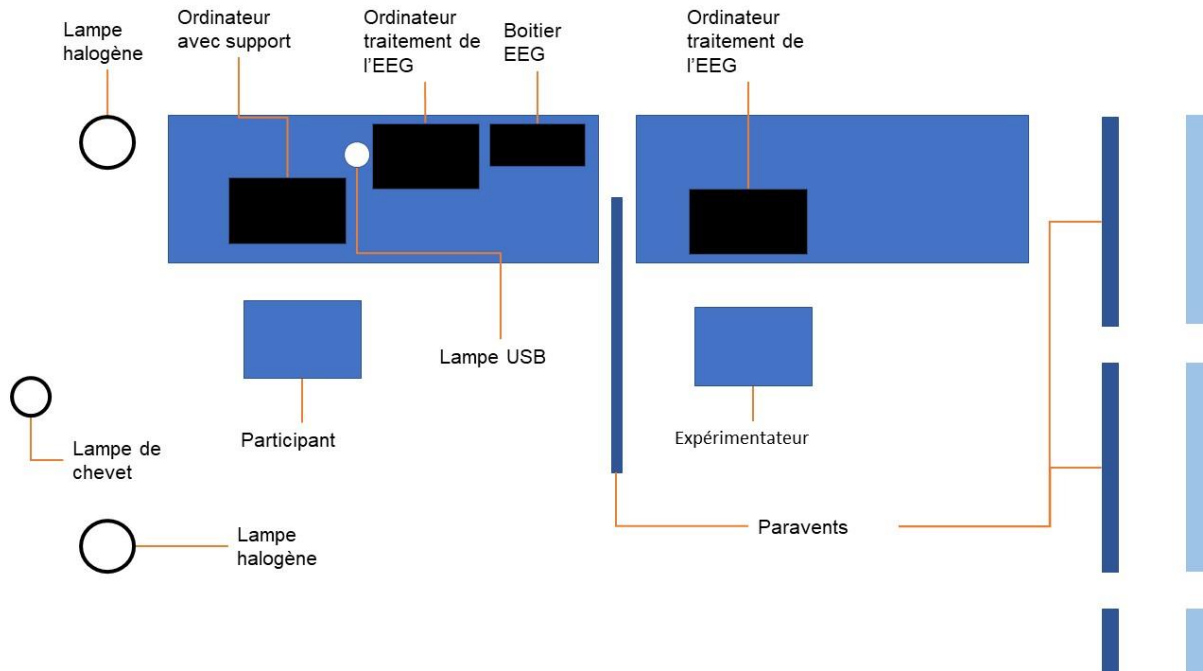 Lampe
halogène
Ordinateur
avec support
Ordinateur
traitement de
l’EEG
Boitier
EEG
Ordinateur
traitement de
l’EEG
Lampe USB
Participant
Expérimentateur
Lampe de
chevet
Lampe
halogène
Paravents